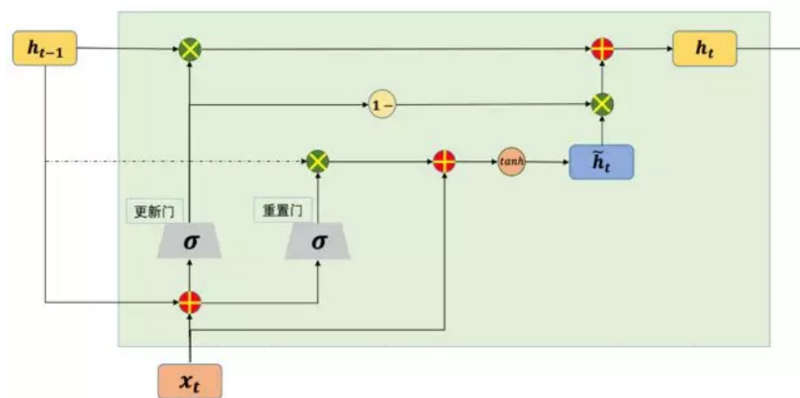 h_{t-1}
h_t
1-
tanh
h̃_t
更新门
重置门
σ
σ
x_t